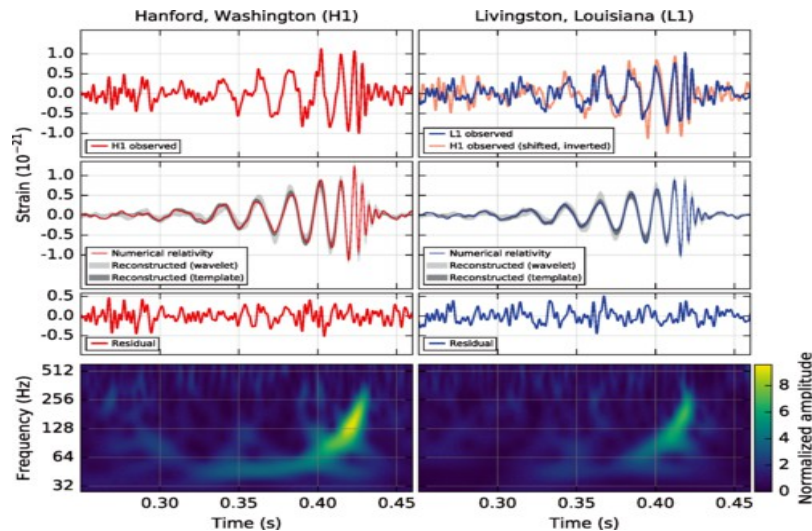 Hanford, Washington (H1)
Livingston, Louisiana (L1)
1.0
0.5
0.0
-0.5
-1.0
H1 observed
L1 observed
H1 observed (shifted, inverted)
Strain (10⁻²¹)
1.0
0.5
0.0
-0.5
-1.0
Numerical relativity
Reconstructed (wavelet)
Reconstructed (template)
Numerical relativity
Reconstructed (wavelet)
Reconstructed (template)
0.5
0.0
-0.5
Residual
Residual
Frequency (Hz)
512
256
128
64
32
Normalized amplitude
8
6
4
2
0
0.30
0.35
0.40
0.45
0.30
0.35
0.40
0.45
Time (s)
Time (s)